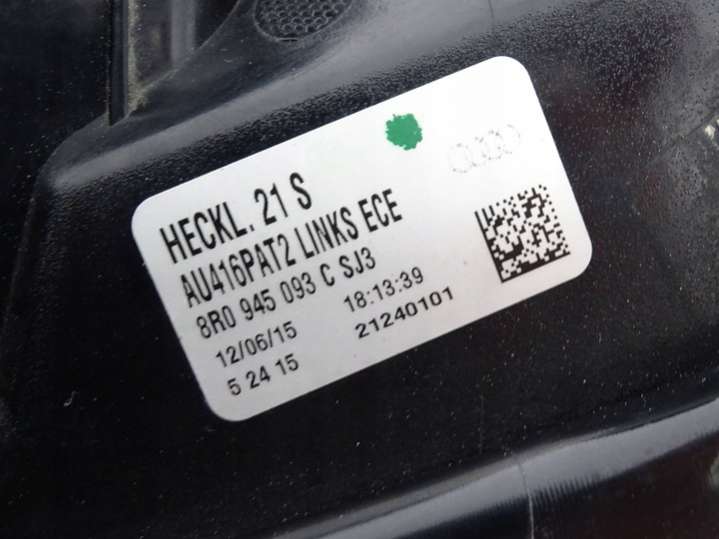 HECKL. 21 S
AU416PAT2 LINKS ECE
8R0 945 093 C SJ3
12/06/15 18:13:39
5 24 15 21240101